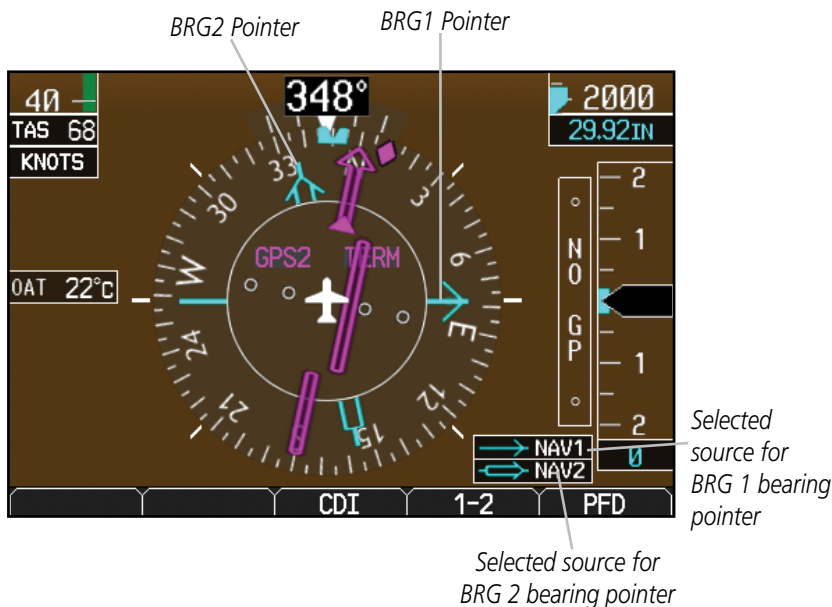 BRG2 Pointer
BRG1 Pointer
40
348°
2000
TAS 68
29.92IN
KNOTS
33
N
3
30
6
W
E
24
12
21
15
GPS2 TERM
OAT 22°C
NO GP
2
1
1
2
0
NAV1
NAV2
CDI
1-2
PFD
Selected
source for
BRG 1 bearing
pointer
Selected source for
BRG 2 bearing pointer